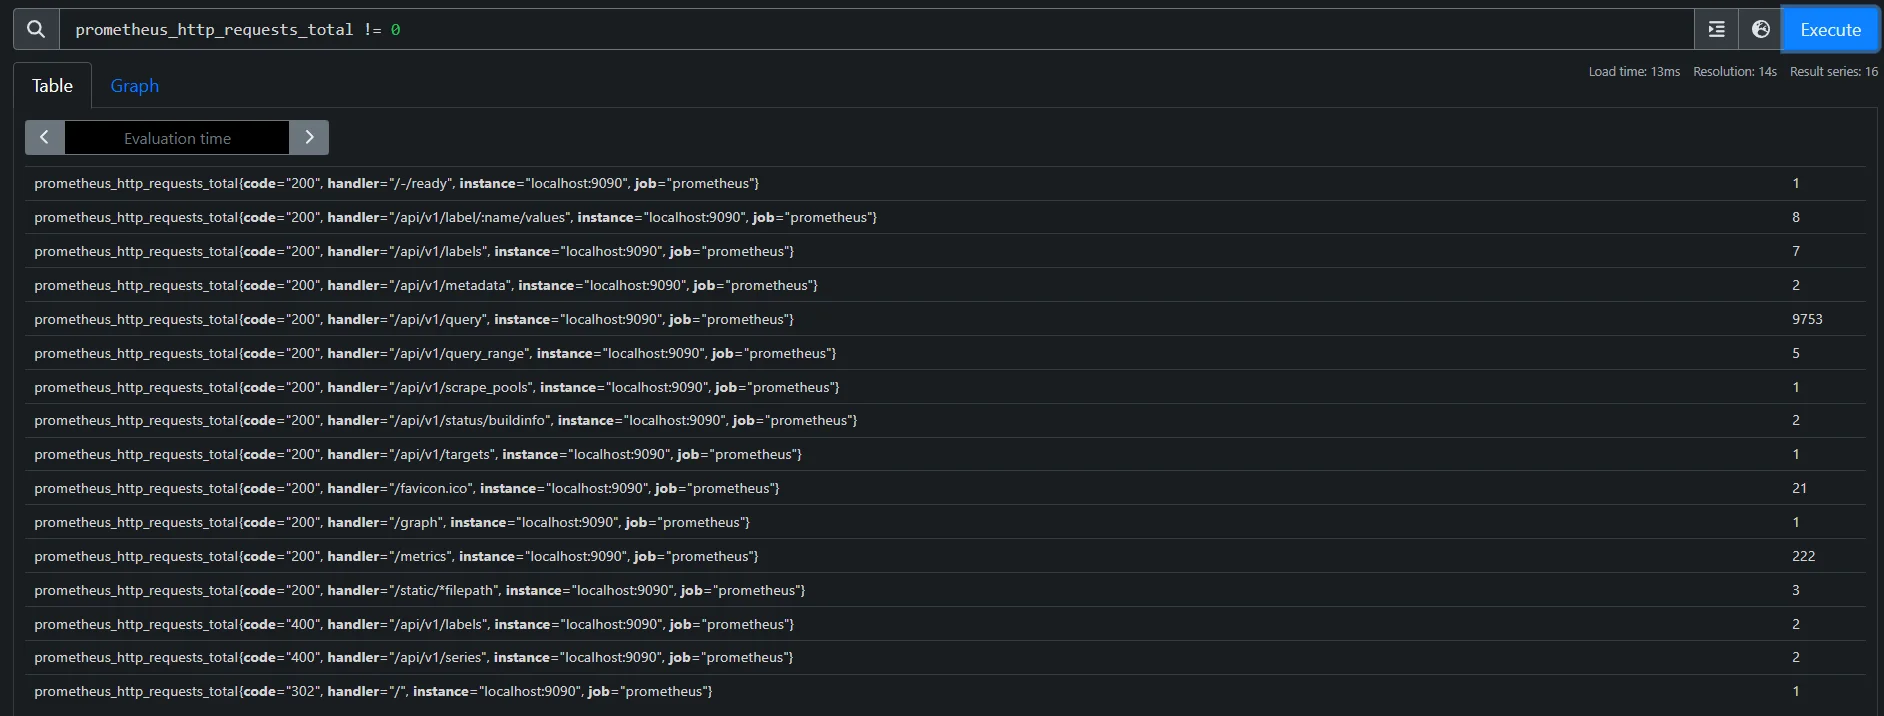 prometheus_http_requests_total != 0
Execute
Table
Graph
Load time: 13ms Resolution: 14s Result series: 16
Evaluation time
prometheus_http_requests_total{code="200", handler="/-/ready", instance="localhost:9090", job="prometheus"} 1
prometheus_http_requests_total{code="200", handler="/api/v1/label/:name/values", instance="localhost:9090", job="prometheus"} 8
prometheus_http_requests_total{code="200", handler="/api/v1/labels", instance="localhost:9090", job="prometheus"} 7
prometheus_http_requests_total{code="200", handler="/api/v1/metadata", instance="localhost:9090", job="prometheus"} 2
prometheus_http_requests_total{code="200", handler="/api/v1/query", instance="localhost:9090", job="prometheus"} 9753
prometheus_http_requests_total{code="200", handler="/api/v1/query_range", instance="localhost:9090", job="prometheus"} 5
prometheus_http_requests_total{code="200", handler="/api/v1/scrape_pools", instance="localhost:9090", job="prometheus"} 1
prometheus_http_requests_total{code="200", handler="/api/v1/status/buildinfo", instance="localhost:9090", job="prometheus"} 2
prometheus_http_requests_total{code="200", handler="/api/v1/targets", instance="localhost:9090", job="prometheus"} 1
prometheus_http_requests_total{code="200", handler="/favicon.ico", instance="localhost:9090", job="prometheus"} 21
prometheus_http_requests_total{code="200", handler="/graph", instance="localhost:9090", job="prometheus"} 1
prometheus_http_requests_total{code="200", handler="/metrics", instance="localhost:9090", job="prometheus"} 222
prometheus_http_requests_total{code="200", handler="/static/*filepath", instance="localhost:9090", job="prometheus"} 3
prometheus_http_requests_total{code="400", handler="/api/v1/labels", instance="localhost:9090", job="prometheus"} 2
prometheus_http_requests_total{code="400", handler="/api/v1/series", instance="localhost:9090", job="prometheus"} 2
prometheus_http_requests_total{code="302", handler="/", instance="localhost:9090", job="prometheus"} 1